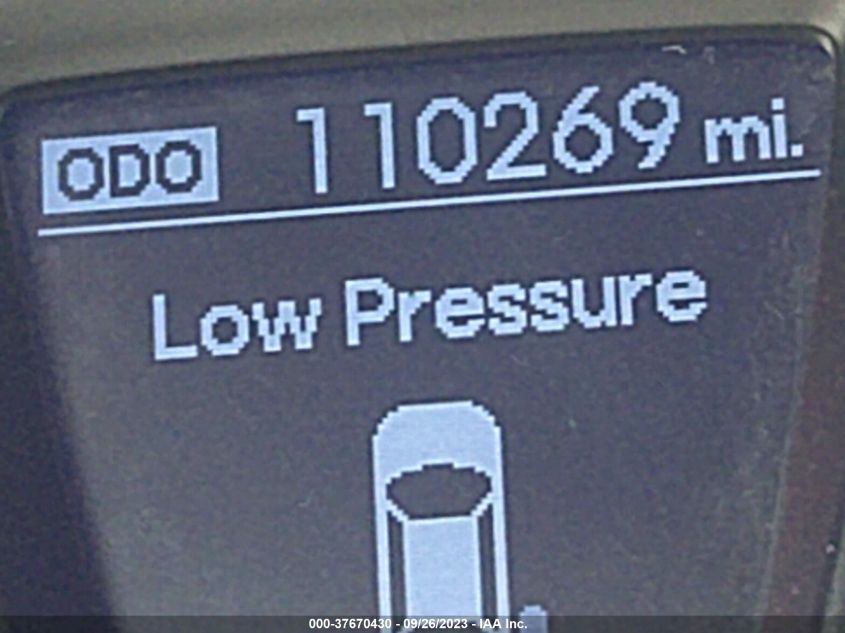 ODO 110269 mi.
Low Pressure
000-37670430 - 09/26/2023 - IAA Inc.